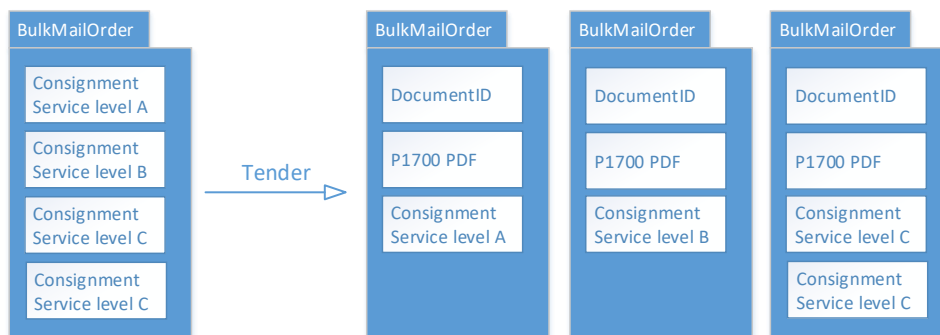 BulkMailOrder
Consignment
Service level A
Consignment
Service level B
Consignment
Service level C
Consignment
Service level C
Tender
BulkMailOrder
DocumentID
P1700 PDF
Consignment
Service level A
BulkMailOrder
DocumentID
P1700 PDF
Consignment
Service level B
BulkMailOrder
DocumentID
P1700 PDF
Consignment
Service level C
Consignment
Service level C